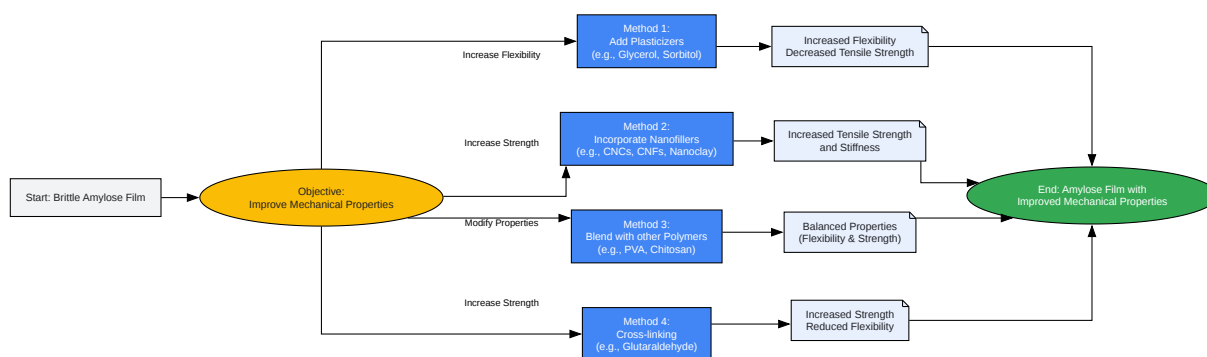 Start: Brittle Amylose Film
Objective:
Improve Mechanical Properties
Increase Flexibility
Method 1:
Add Plasticizers
(e.g., Glycerol, Sorbitol)
Increased Flexibility
Decreased Tensile Strength
Increase Strength
Method 2:
Incorporate Nanofillers
(e.g., CNCs, CNFs, Nanoclay)
Increased Tensile Strength
and Stiffness
Modify Properties
Method 3:
Blend with other Polymers
(e.g., PVA, Chitosan)
Balanced Properties
(Flexibility & Strength)
Increase Strength
Method 4:
Cross-linking
(e.g., Glutaraldehyde)
Increased Strength
Reduced Flexibility
End: Amylose Film with
Improved Mechanical Properties